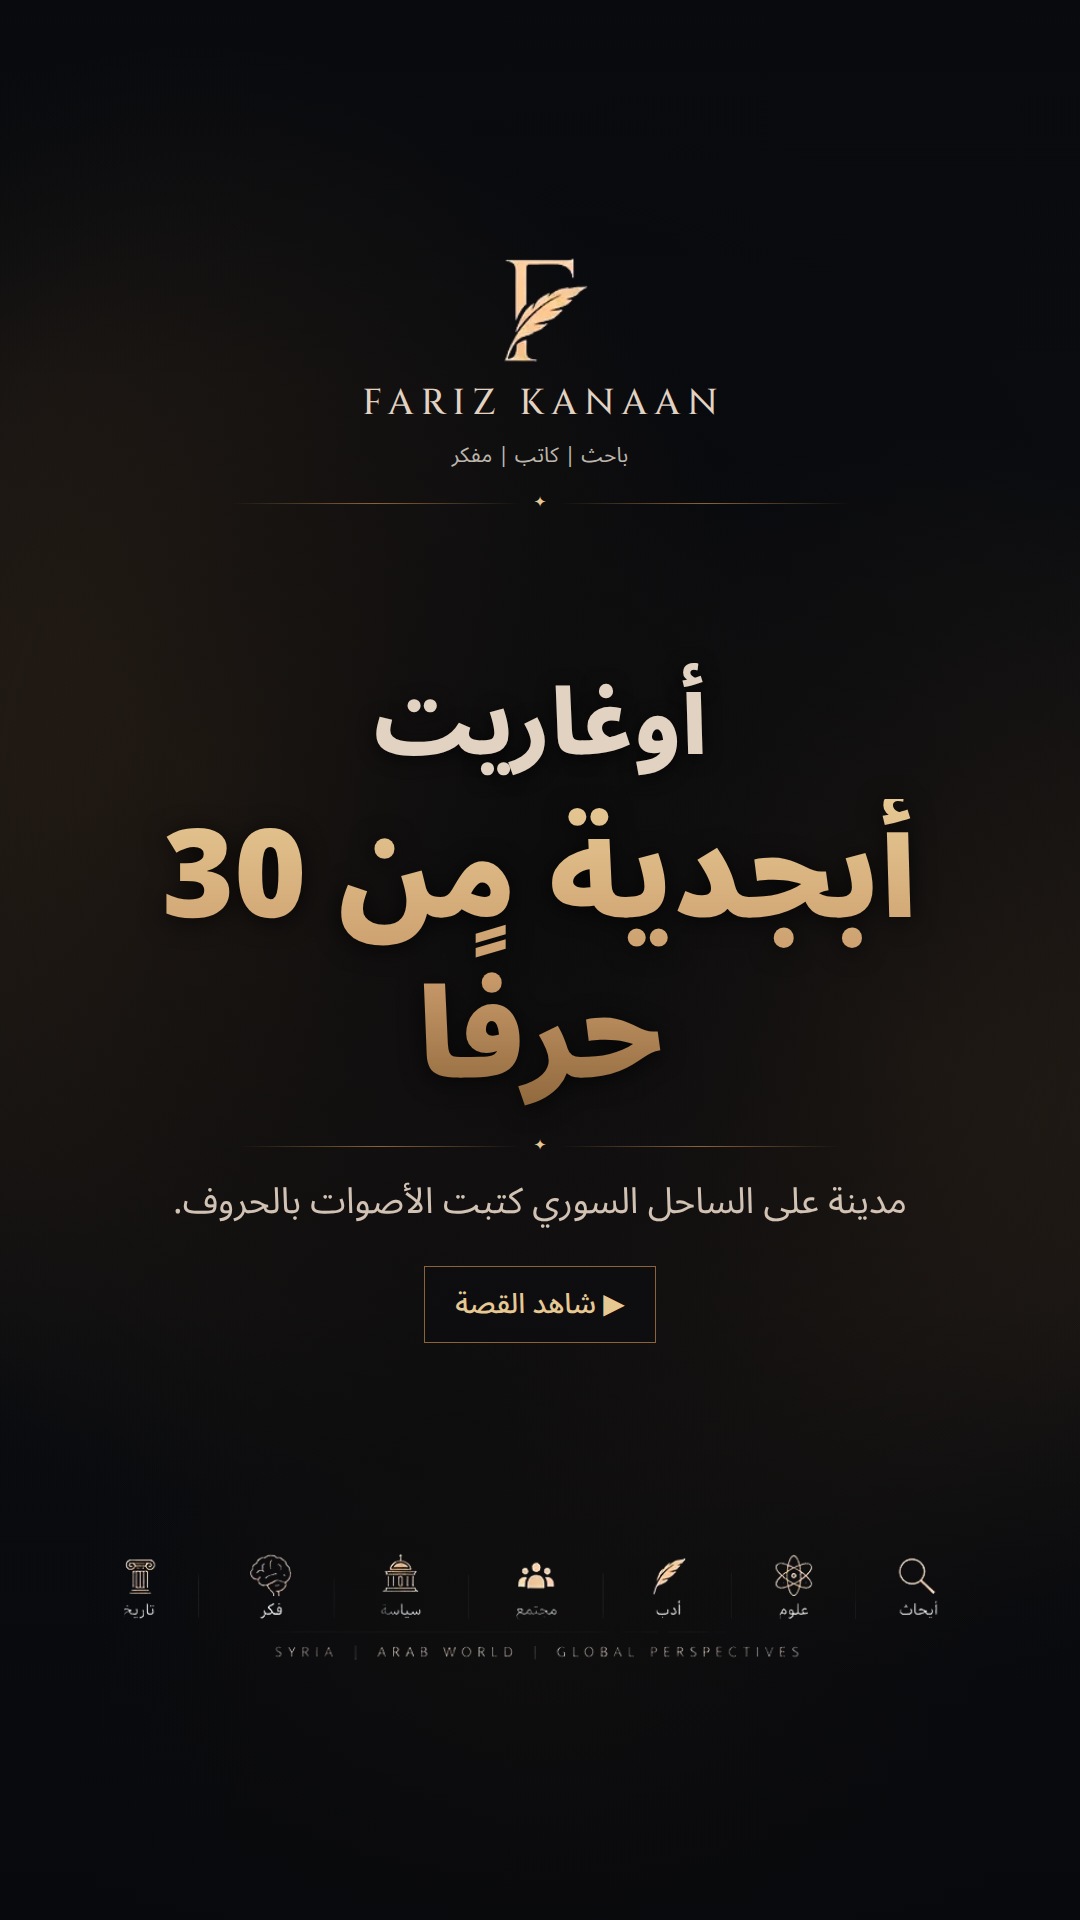 FARIZ KANAAN
باحث | كاتب | مفكر
أوغاريت
أبجدية من 30
حرفًا
مدينة على الساحل السوري كتبت الأصوات بالحروف.
▶ شاهد القصة
أبحاث
علوم
أدب
مجتمع
سياسة
فكر
تاريخ
SYRIA | ARAB WORLD | GLOBAL PERSPECTIVES